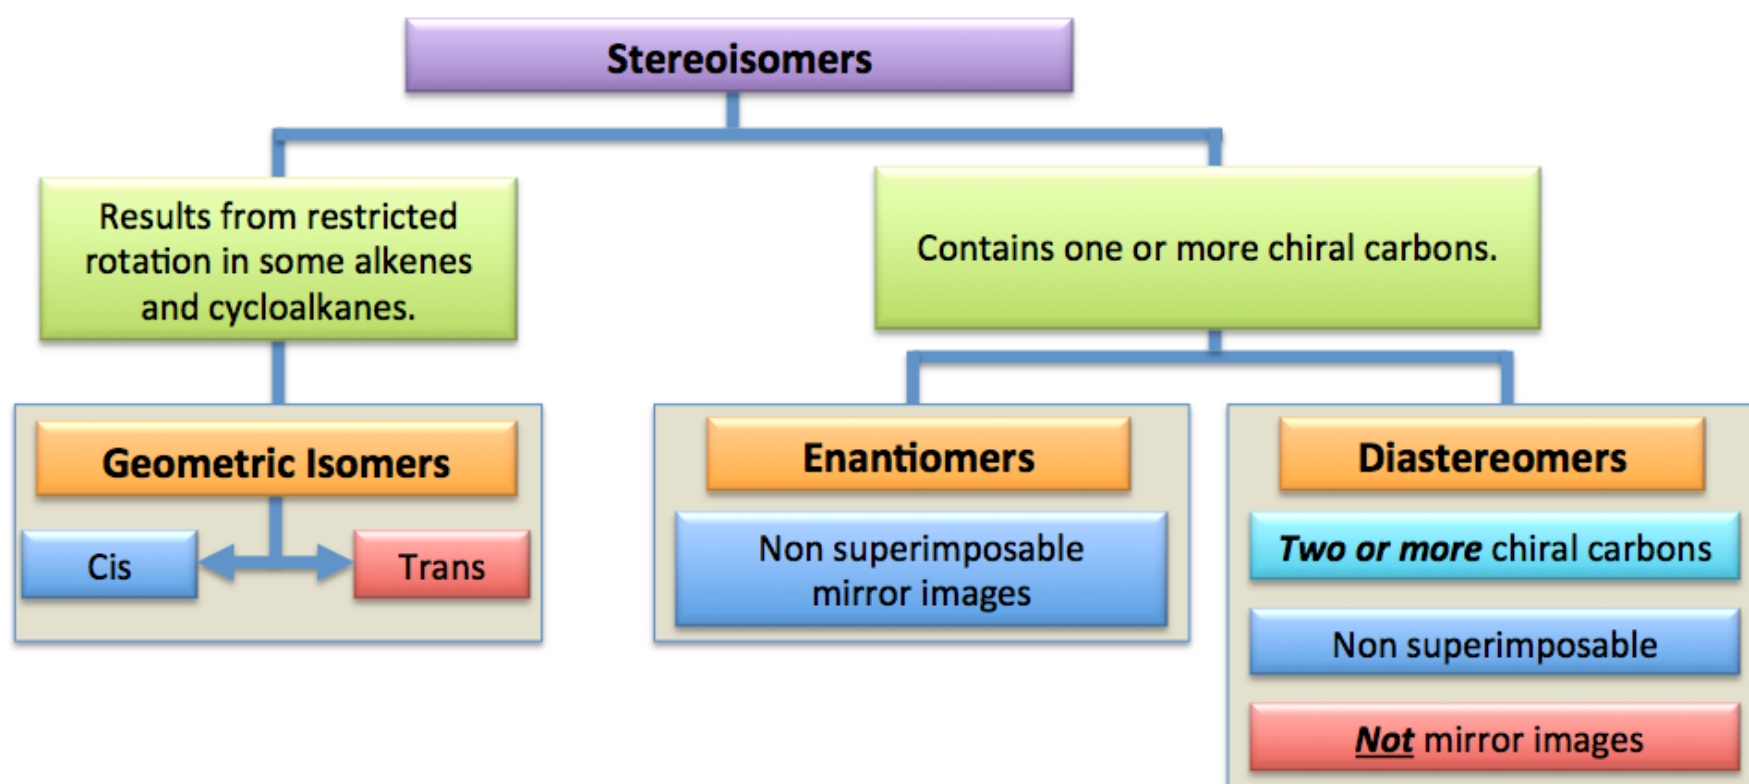 Stereoisomers
Results from restricted
rotation in some alkenes
and cycloalkanes.
Contains one or more chiral carbons.
Geometric Isomers
Cis
Trans
Enantiomers
Non superimposable
mirror images
Diastereomers
Two or more chiral carbons
Non superimposable
Not mirror images